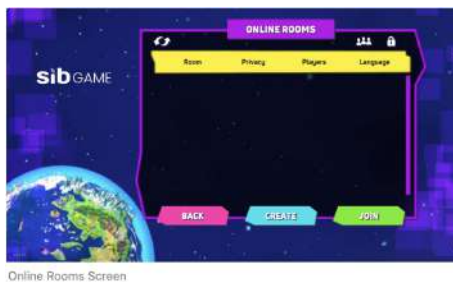 ONLINE ROOMS
Room Privacy Players Language
sib GAME
BACK CREATE JOIN
Online Rooms Screen